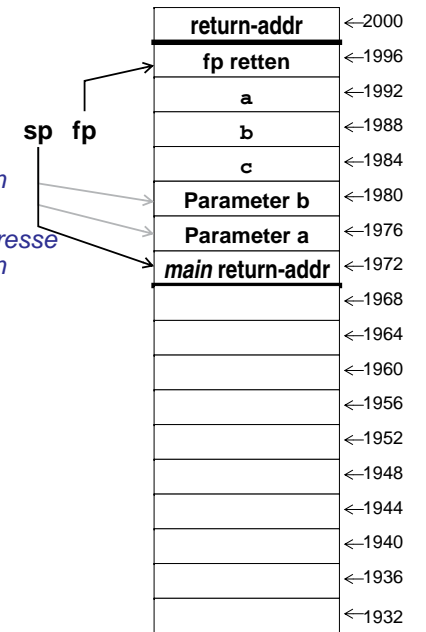 return-addr ←2000
fp retten ←1996
a ←1992
sp fp b ←1988
c ←1984
n
Parameter b ←1980
Parameter a ←1976
resse
n main return-addr ←1972
←1968
←1964
←1960
←1956
←1952
←1948
←1944
←1940
←1936
←1932